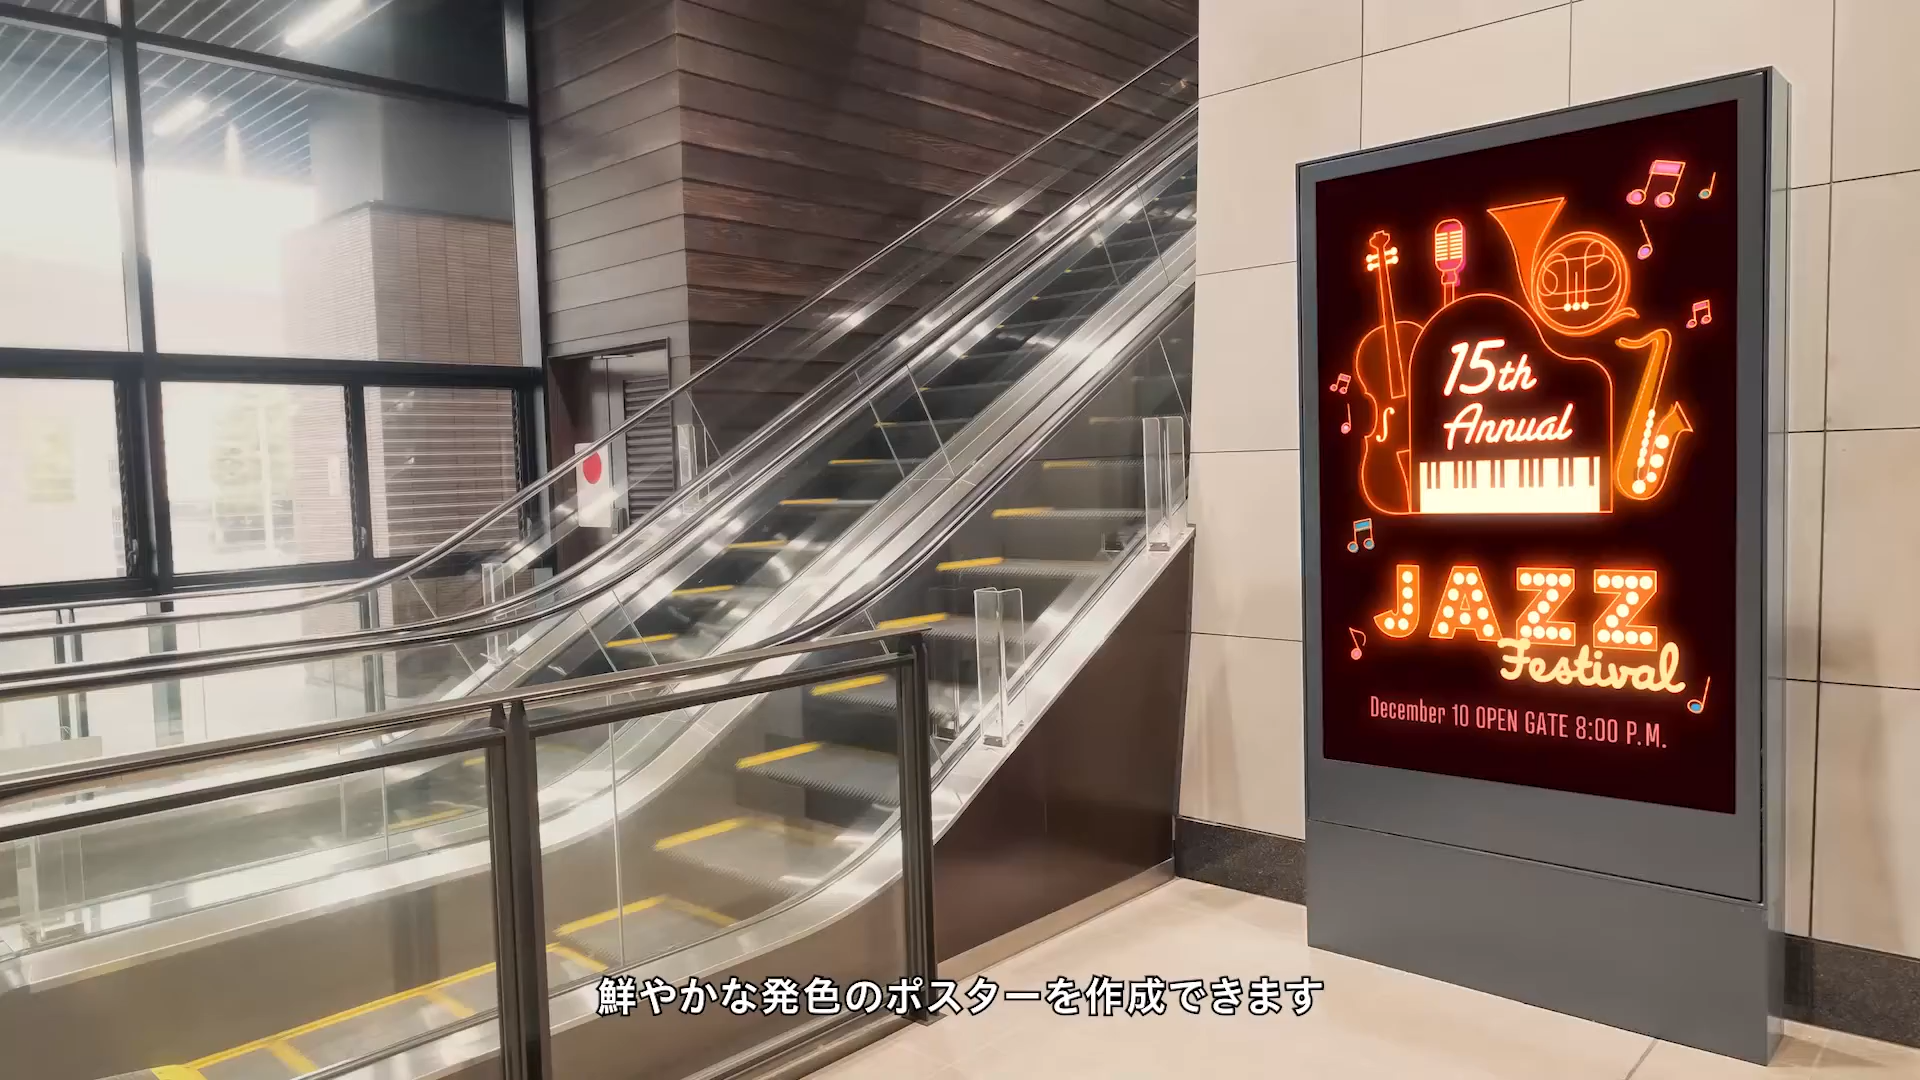 15th
Annual
JAZZ
Festival
December 10 OPEN GATE 8:00 P.M.
鮮やかな発色のポスターを作成できます